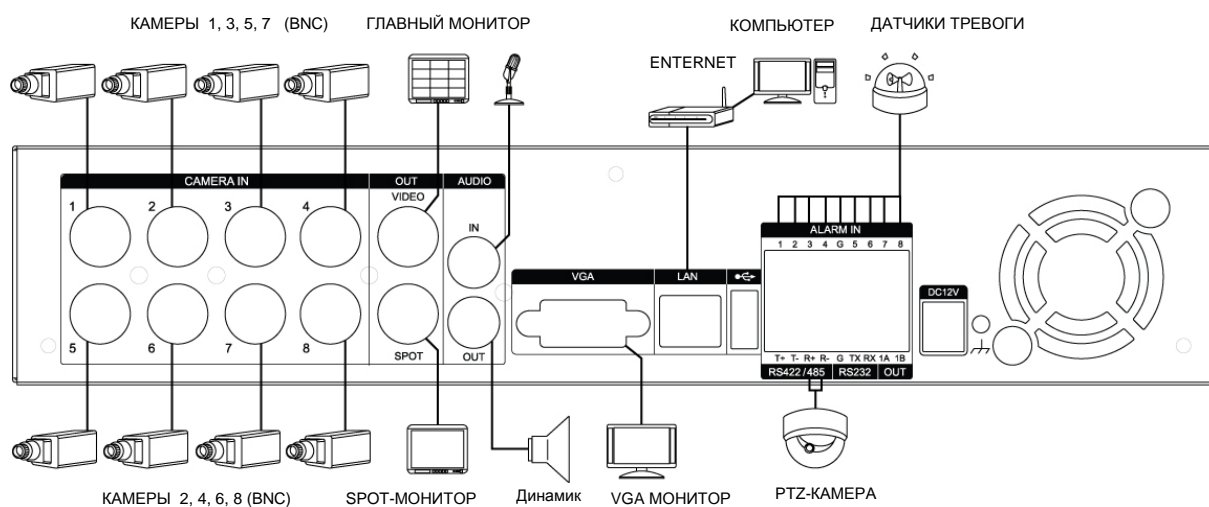 КАМЕРЫ 1, 3, 5, 7 (BNC)
ГЛАВНЫЙ МОНИТОР
КОМПЬЮТЕР
ДАТЧИКИ ТРЕВОГИ
ENTERNET
CAMERA IN
OUT
AUDIO
VIDEO
1 2 3 4
IN
ALARM IN
1 2 3 4 G 5 6 7 8
VGA
LAN
DC12V
5 6 7 8
SPOT
OUT
T+ T- R+ R- G TX RX 1A 1B
RS422 /485 RS232 OUT
КАМЕРЫ 2, 4, 6, 8 (BNC)
SPOT-МОНИТОР
Динамик
VGA МОНИТОР
PTZ-КАМЕРА